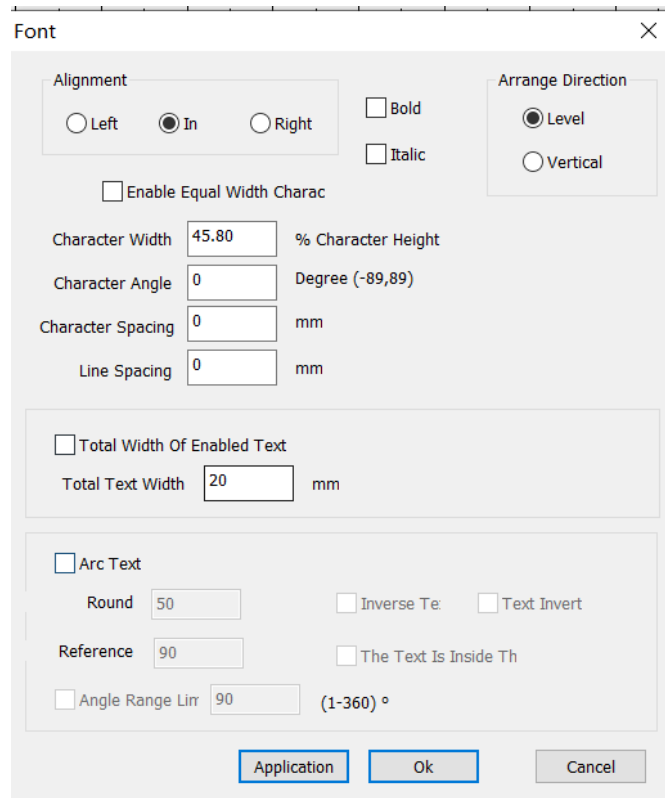 Font
Alignment
Left In Right
Bold
Italic
Arrange Direction
Level
Vertical
Enable Equal Width Charac
Character Width 45.80 % Character Height
Character Angle 0 Degree (-89,89)
Character Spacing 0 mm
Line Spacing 0 mm
Total Width Of Enabled Text
Total Text Width 20 mm
Arc Text
Round 50 Inverse Te: Text Invert
Reference 90 The Text Is Inside Th
Angle Range Lim 90 (1-360) °
Application Ok Cancel